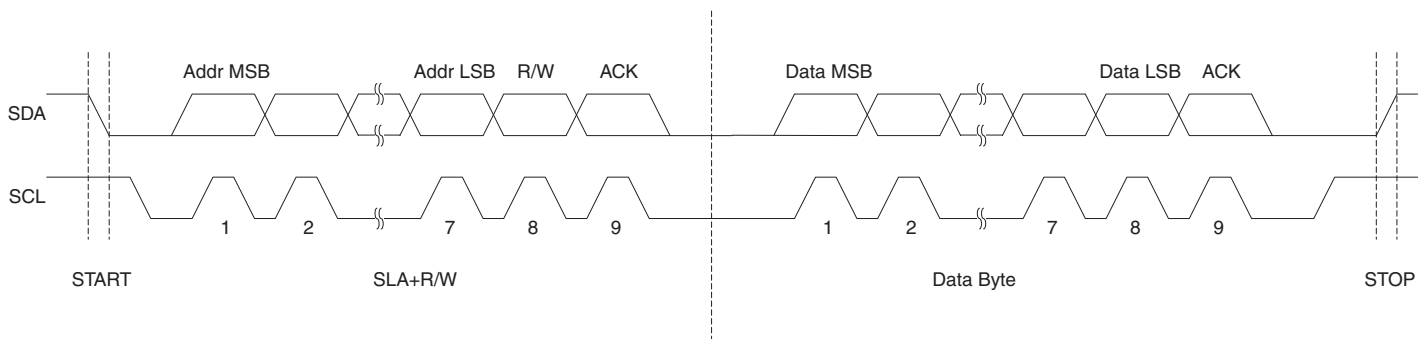 Addr MSB Addr LSB R/W ACK Data MSB Data LSB ACK
SDA
SCL
1 2 7 8 9 1 2 7 8 9
START SLA+R/W Data Byte STOP